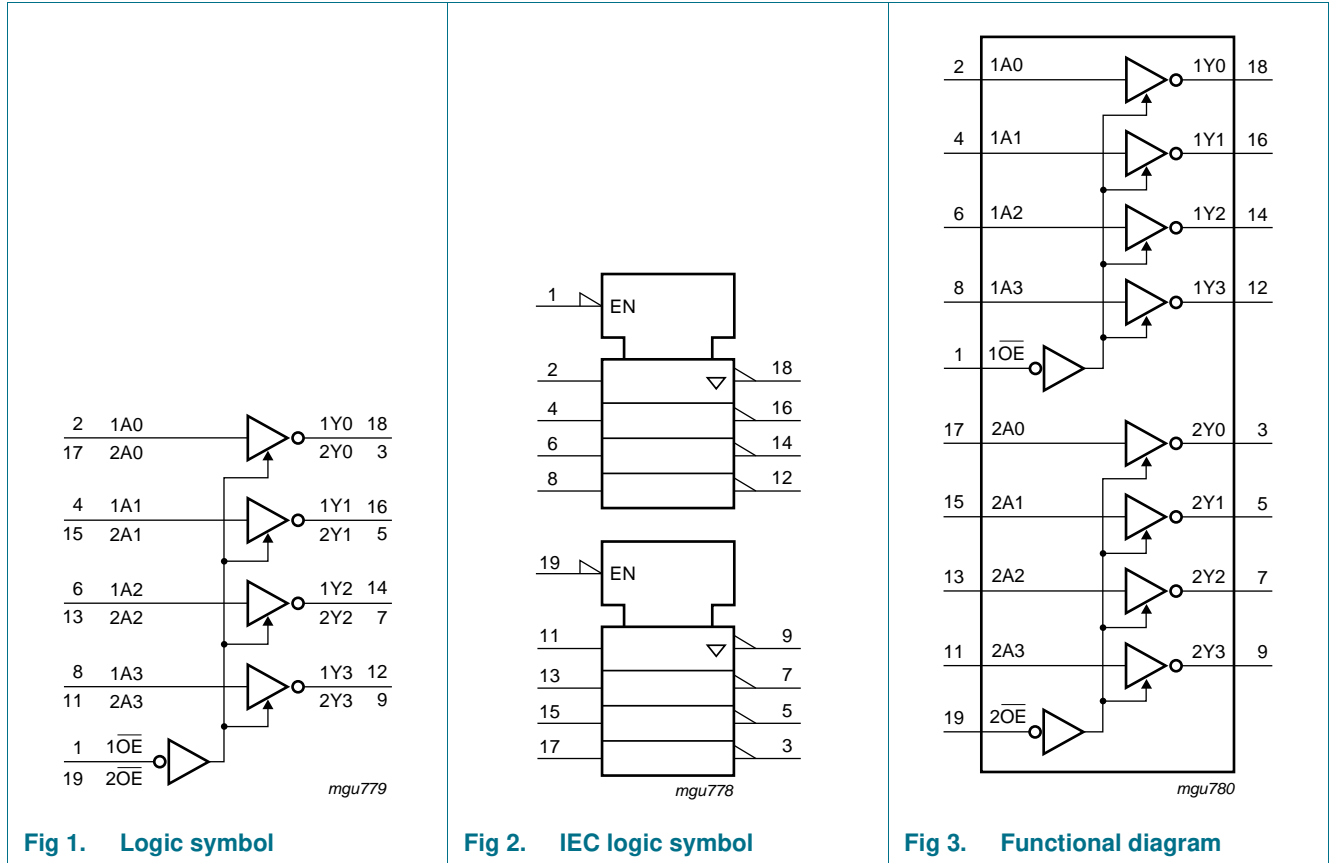 2 1A0 1Y0 18
17 2A0 2Y0 3
4 1A1 1Y1 16
15 2A1 2Y1 5
6 1A2 1Y2 14
13 2A2 2Y2 7
8 1A3 1Y3 12
11 2A3 2Y3 9
1 1O̅E̅
19 2O̅E̅
mgu779
Fig 1. Logic symbol
1 EN
2 18
4 16
6 14
8 12
19 EN
11 9
13 7
15 5
17 3
mgu778
Fig 2. IEC logic symbol
2 1A0 1Y0 18
4 1A1 1Y1 16
6 1A2 1Y2 14
8 1A3 1Y3 12
1 1O̅E̅
17 2A0 2Y0 3
15 2A1 2Y1 5
13 2A2 2Y2 7
11 2A3 2Y3 9
19 2O̅E̅
mgu780
Fig 3. Functional diagram